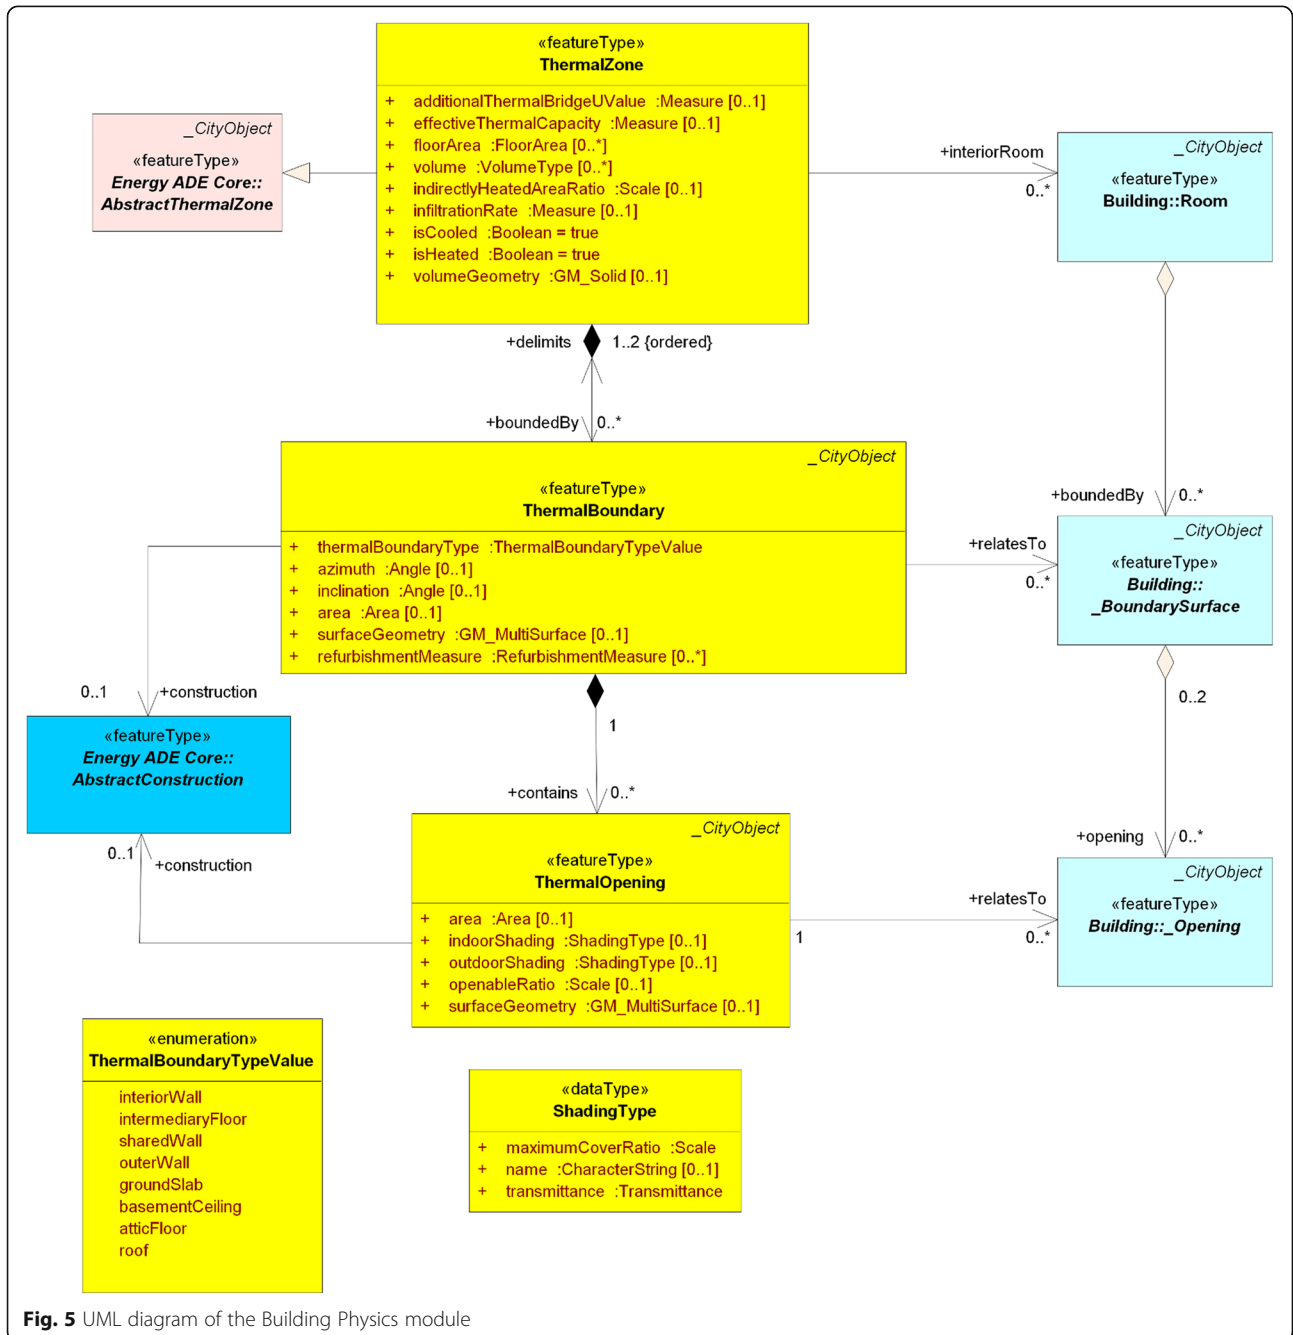 «featureType»
ThermalZone
+ additionalThermalBridgeUValue :Measure [0..1]
+ effectiveThermalCapacity :Measure [0..1]
+ floorArea :FloorArea [0..*]
+ volume :VolumeType [0..*]
+ indirectlyHeatedAreaRatio :Scale [0..1]
+ infiltrationRate :Measure [0..1]
+ isCooled :Boolean = true
+ isHeated :Boolean = true
+ volumeGeometry :GM_Solid [0..1]
_CityObject
«featureType»
Energy ADE Core::
AbstractThermalZone
+interiorRoom
0..*
_CityObject
«featureType»
Building::Room
+delimits
1..2 {ordered}
+boundedBy
0..*
_CityObject
«featureType»
ThermalBoundary
+ thermalBoundaryType :ThermalBoundaryTypeValue
+ azimuth :Angle [0..1]
+ inclination :Angle [0..1]
+ area :Area [0..1]
+ surfaceGeometry :GM_MultiSurface [0..1]
+ refurbishmentMeasure :RefurbishmentMeasure [0..*]
+boundedBy
0..*
+relatesTo
0..*
_CityObject
«featureType»
Building::
_BoundarySurface
0..1
+construction
«featureType»
Energy ADE Core::
AbstractConstruction
0..1
+construction
1
+contains
0..*
0..2
+opening
0..*
_CityObject
«featureType»
ThermalOpening
+ area :Area [0..1]
+ indoorShading :ShadingType [0..1]
+ outdoorShading :ShadingType [0..1]
+ openableRatio :Scale [0..1]
+ surfaceGeometry :GM_MultiSurface [0..1]
+relatesTo
1
0..*
_CityObject
«featureType»
Building::_Opening
«enumeration»
ThermalBoundaryTypeValue
interiorWall
intermediaryFloor
sharedWall
outerWall
groundSlab
basementCeiling
atticFloor
roof
«dataType»
ShadingType
+ maximumCoverRatio :Scale
+ name :CharacterString [0..1]
+ transmittance :Transmittance
Fig. 5 UML diagram of the Building Physics module